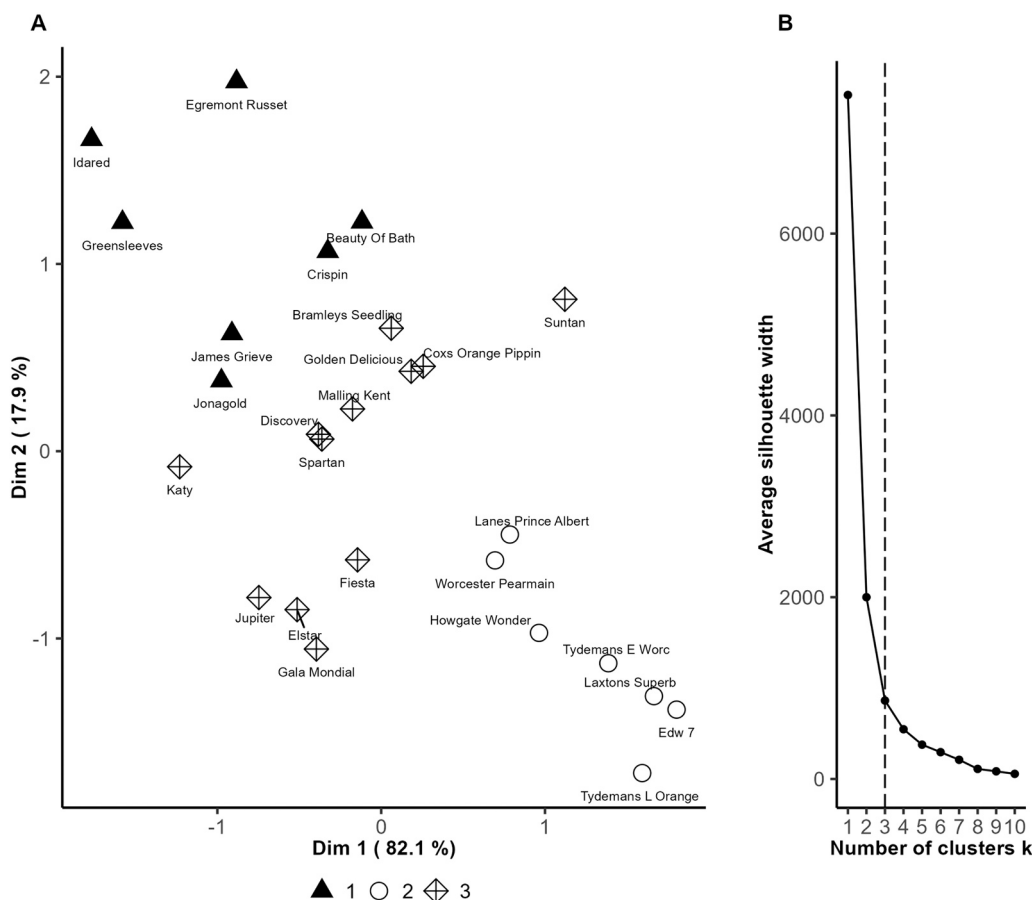 A
B
2
1
0
-1
Dim 2 ( 17.9 %)
Egremont Russet
Idared
Greensleeves
Beauty Of Bath
Crispin
Bramleys Seedling
Suntan
James Grieve
Golden Delicious
Coxs Orange Pippin
Jonagold
Malling Kent
Discovery
Spartan
Katy
Lanes Prince Albert
Fiesta
Worcester Pearmain
Jupiter
Elstar
Howgate Wonder
Gala Mondial
Tydemans E Worc
Laxtons Superb
Edw 7
Tydemans L Orange
-1 0 1
Dim 1 ( 82.1 %)
1 2 3
Average silhouette width
6000
4000
2000
0
1 2 3 4 5 6 7 8 9 10
Number of clusters k